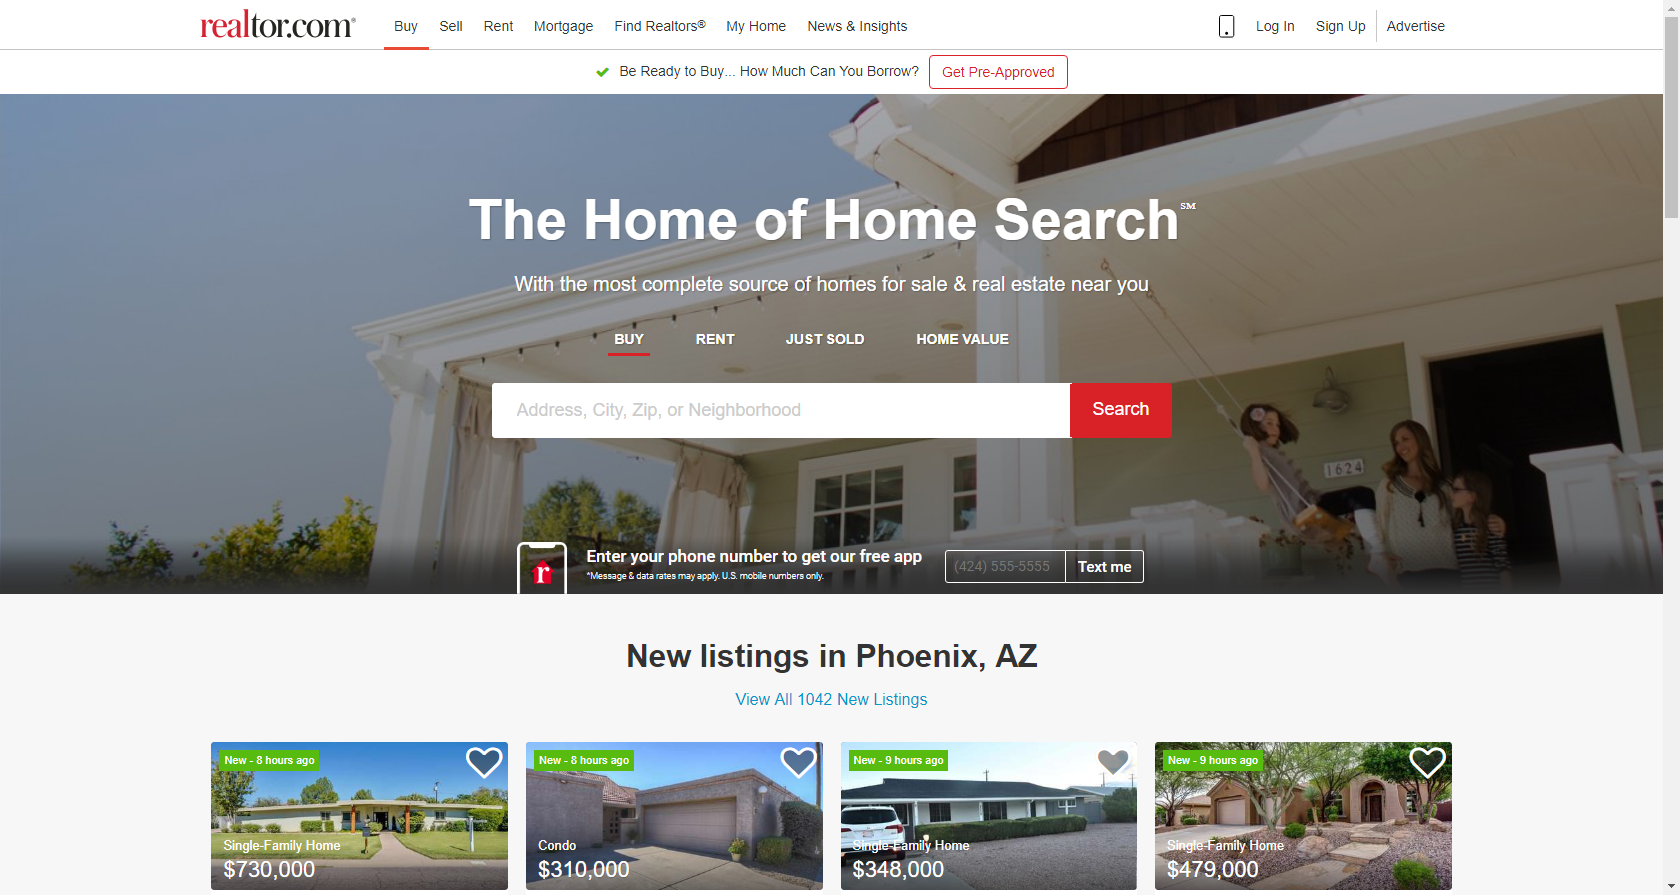 realtor.com®
Buy
Sell
Rent
Mortgage
Find Realtors®
My Home
News & Insights
Log In
Sign Up
Advertise
Be Ready to Buy... How Much Can You Borrow?
Get Pre-Approved
The Home of Home Search℠
With the most complete source of homes for sale & real estate near you
BUY
RENT
JUST SOLD
HOME VALUE
Address, City, Zip, or Neighborhood
Search
1624
r
Enter your phone number to get our free app
*Message & data rates may apply. U.S. mobile numbers only.
(424) 555-5555
Text me
New listings in Phoenix, AZ
View All 1042 New Listings
New - 8 hours ago
Single-Family Home
$730,000
New - 8 hours ago
Condo
$310,000
New - 9 hours ago
Single-Family Home
$348,000
New - 9 hours ago
Single-Family Home
$479,000